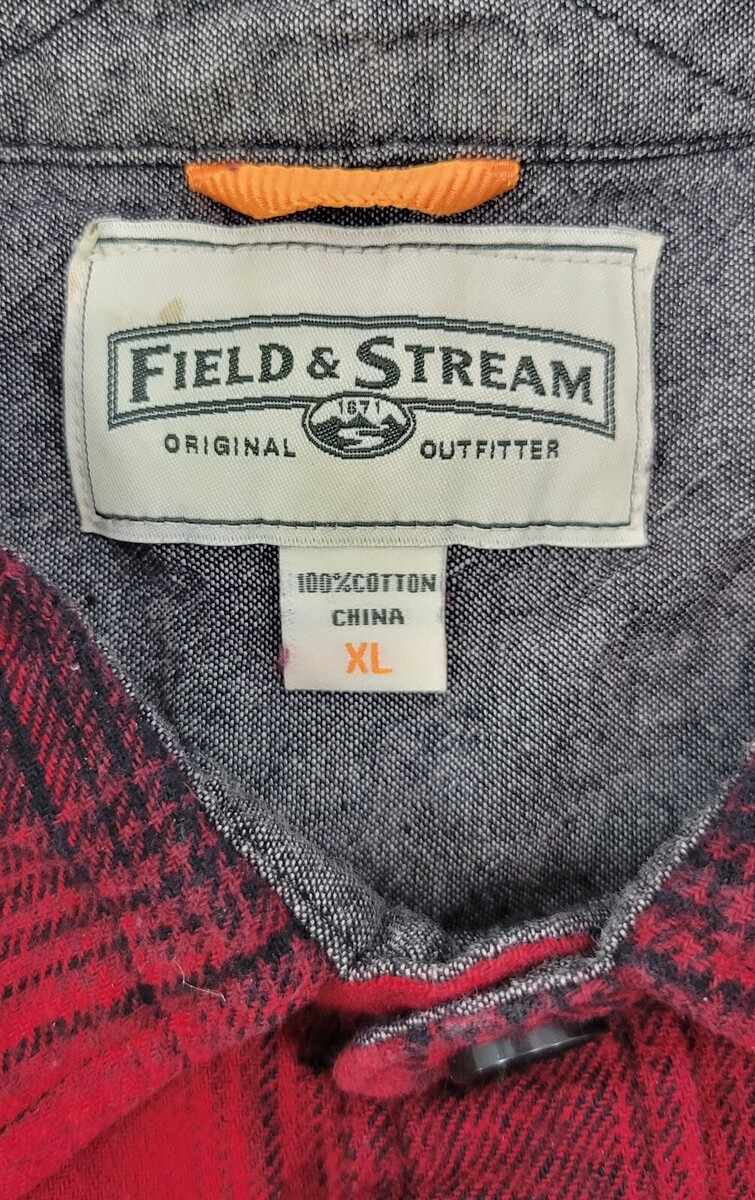 FIELD & STREAM
1871
ORIGINAL OUTFITTER
100%COTTON
CHINA
XL